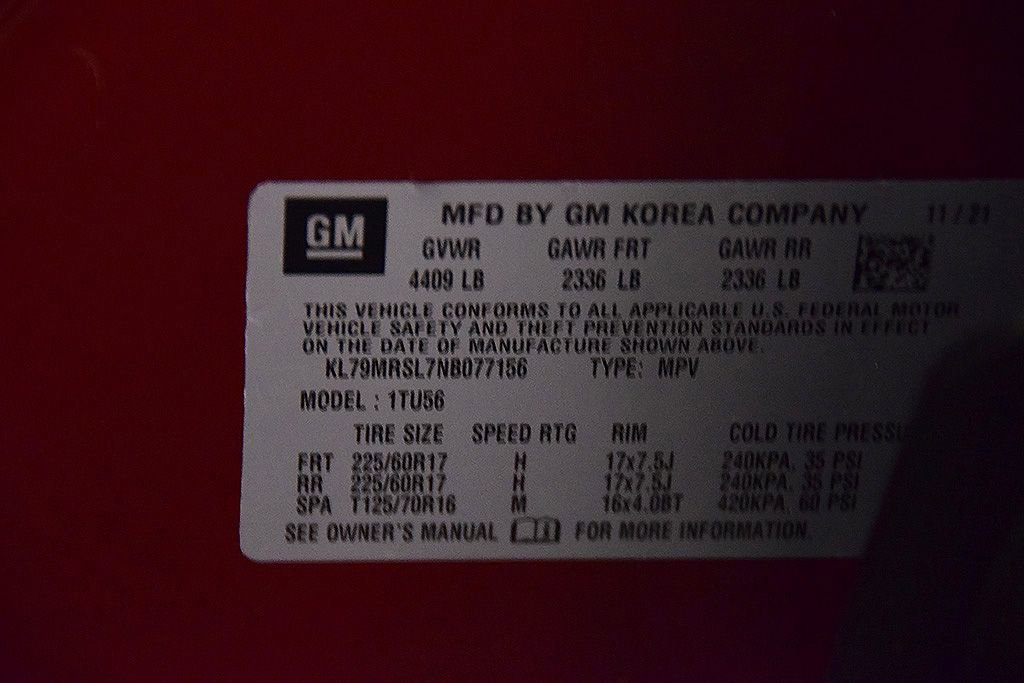 GM
MFD BY GM KOREA COMPANY 11/21
GVWR GAWR FRT GAWR RR
4409 LB 2336 LB 2336 LB
THIS VEHICLE CONFORMS TO ALL APPLICABLE U.S. FEDERAL MOTOR
VEHICLE SAFETY AND THEFT PREVENTION STANDARDS IN EFFECT
ON THE DATE OF MANUFACTURE SHOWN ABOVE.
KL79MRSL7NB077156 TYPE: MPV
MODEL : 1TU56
TIRE SIZE SPEED RTG RIM COLD TIRE PRESSU
FRT 225/60R17 H 17x7.5J 240KPA, 35 PSI
RR 225/60R17 H 17x7.5J 240KPA, 35 PSI
SPA T125/70R16 M 16x4.0BT 420KPA, 60 PSI
SEE OWNER'S MANUAL FOR MORE INFORMATION.